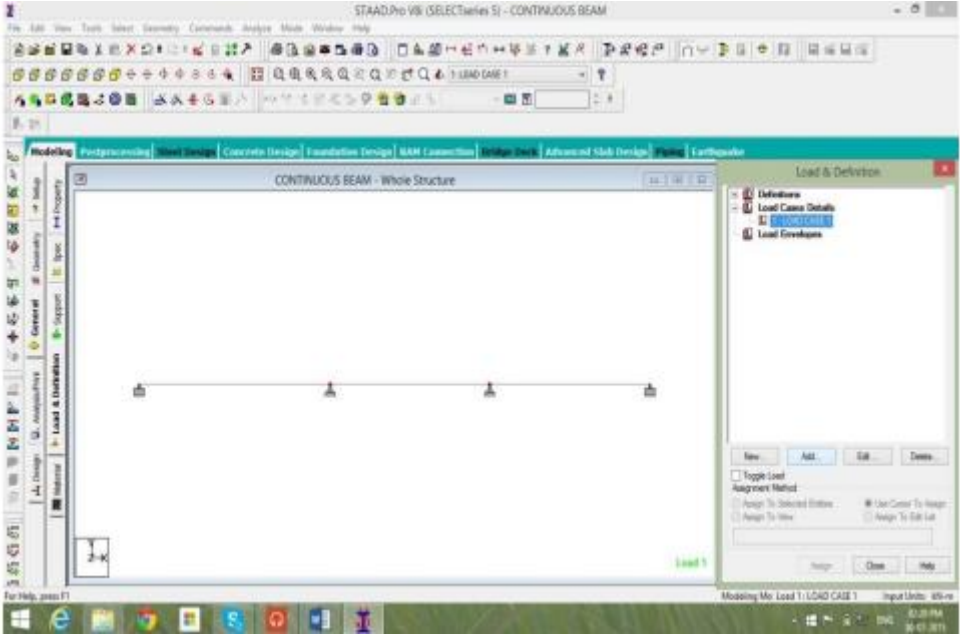 STAAD.Pro V8i (SELECTseries 5) - CONTINUOUS BEAM
File Edit View Tools Select Geometry Commands Analyze Mode Window Help
1: LOAD CASE 1
Modeling Postprocessing Steel Design Concrete Design Foundation Design RAM Connection Bridge Deck Advanced Slab Design Piping Earthquake
CONTINUOUS BEAM - Whole Structure
Load & Definition
Setup
Geometry
General
Analysis/Print
Design
Property
Spec
Support
Load & Definition
Material
Definitions
Load Cases Details
1: LOAD CASE 1
Load Envelopes
New... Add... Edit... Delete...
Toggle Load
Assignment Method
Assign To Selected Entities Use Cursor To Assign
Assign To View Assign To Edit List
Assign Close Help
Y
Z X
Load 1
For Help, press F1
Modeling Mo Load 1: LOAD CASE 1 Input Units: kN-m
ENG 02:20 PM